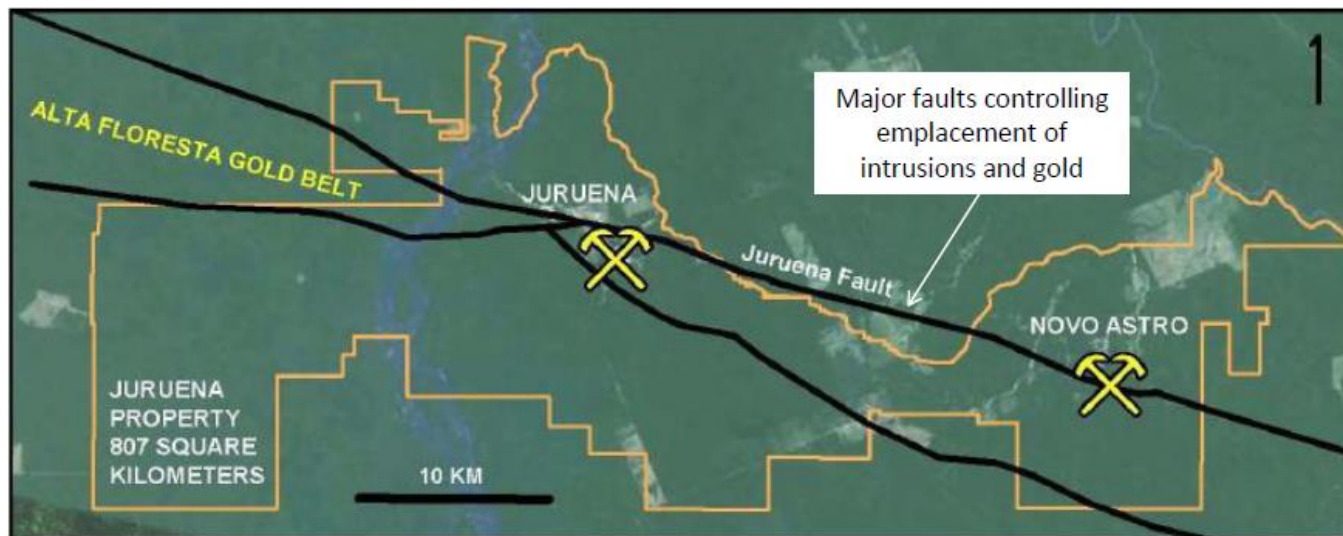 ALTA FLORESTA GOLD BELT
JURUENA
Major faults controlling
emplacement of
intrusions and gold
Juruena Fault
NOVO ASTRO
JURUENA
PROPERTY
807 SQUARE
KILOMETERS
10 KM